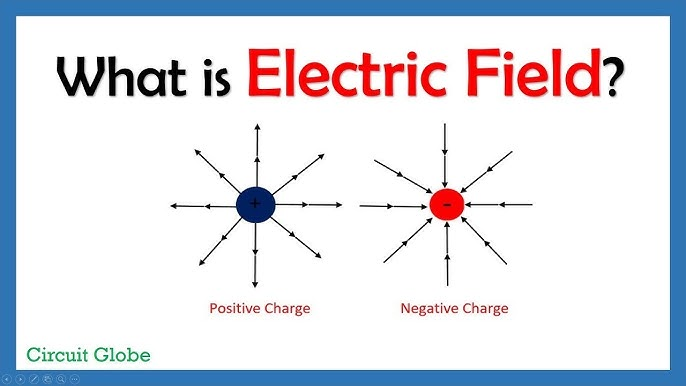 What is Electric Field?
+
-
Positive Charge
Negative Charge
Circuit Globe